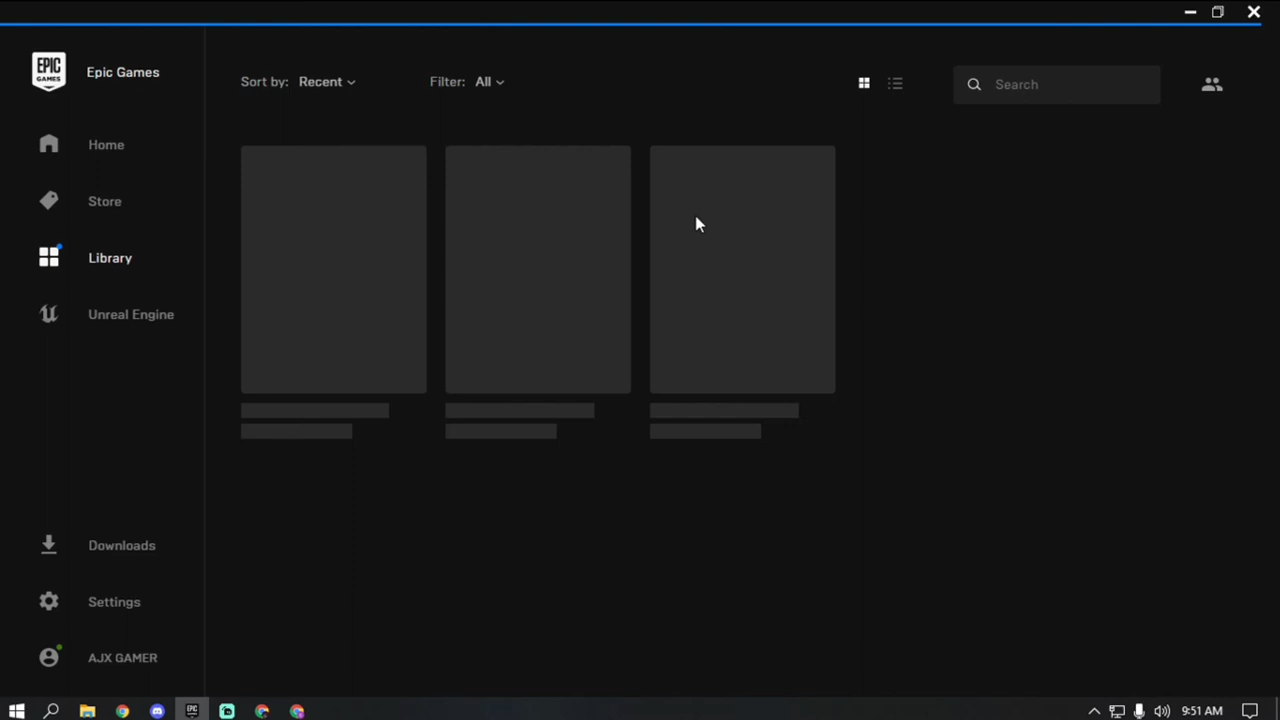 EPIC
GAMES
Epic Games
Home
Store
Library
Unreal Engine
Downloads
Settings
AJX GAMER
Sort by: Recent
Filter: All
Search
EPIC
9:51 AM